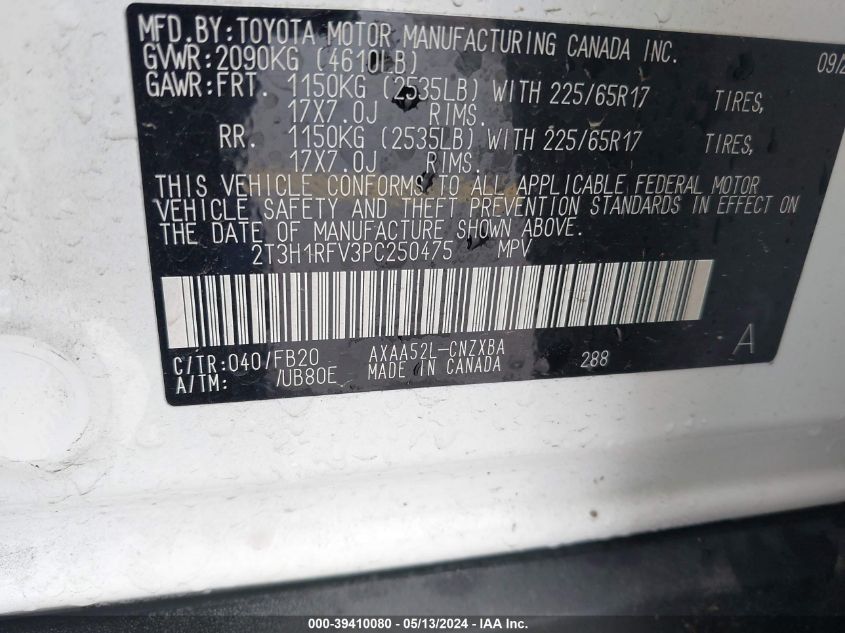 MFD.BY:TOYOTA MOTOR MANUFACTURING CANADA INC.
GVWR:2090KG (4610LB) 09/2
GAWR:FRT. 1150KG (2535LB) WITH 225/65R17 TIRES,
17X7.0J RIMS.
RR. 1150KG (2535LB) WITH 225/65R17 TIRES,
17X7.0J RIMS.
THIS VEHICLE CONFORMS TO ALL APPLICABLE FEDERAL MOTOR
VEHICLE SAFETY AND THEFT PREVENTION STANDARDS IN EFFECT ON
THE DATE OF MANUFACTURE SHOWN ABOVE.
2T3H1RFV3PC250475 MPV
C/TR:040/FB20 AXAA52L-CNZXBA 288 A
A/TM: /UB80E MADE IN CANADA
000-39410080 - 05/13/2024 - IAA Inc.